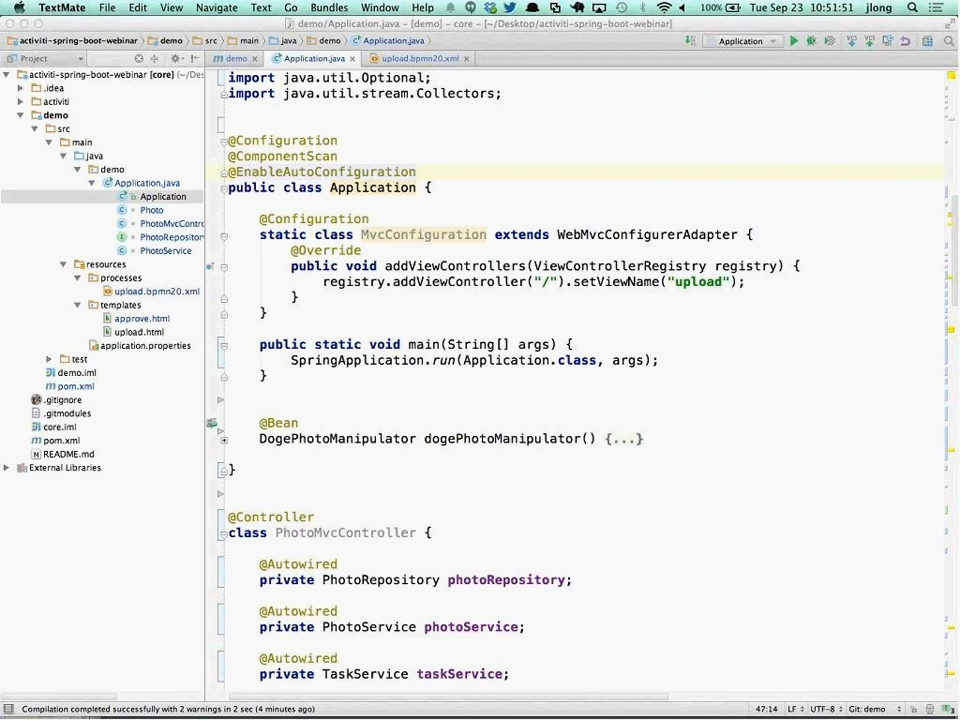 TextMate File Edit View Navigate Text Go Bundles Window Help 100% Tue Sep 23 10:51:51 jlong
demo/Application.java - [demo] - core - [~/Desktop/activiti-spring-boot-webinar]
activiti-spring-boot-webinar demo src main java demo Application.java Application
Project
demo Application.java upload.bpmn20.xml
activiti-spring-boot-webinar [core] (~/Des
.idea
activiti
demo
src
main
java
demo
Application.java
Application
Photo
PhotoMvcContro
PhotoRepository
PhotoService
resources
processes
upload.bpmn20.xml
templates
approve.html
upload.html
application.properties
test
demo.iml
pom.xml
.gitignore
.gitmodules
core.iml
pom.xml
README.md
External Libraries
import java.util.Optional;
import java.util.stream.Collectors;
@Configuration
@ComponentScan
@EnableAutoConfiguration
public class Application {
@Configuration
static class MvcConfiguration extends WebMvcConfigurerAdapter {
@Override
public void addViewControllers(ViewControllerRegistry registry) {
registry.addViewController("/").setViewName("upload");
}
}
public static void main(String[] args) {
SpringApplication.run(Application.class, args);
}
@Bean
DogePhotoManipulator dogePhotoManipulator() {...}
}
@Controller
class PhotoMvcController {
@Autowired
private PhotoRepository photoRepository;
@Autowired
private PhotoService photoService;
@Autowired
private TaskService taskService;
Compilation completed successfully with 2 warnings in 2 sec (4 minutes ago) 47:14 LF UTF-8 Git: demo